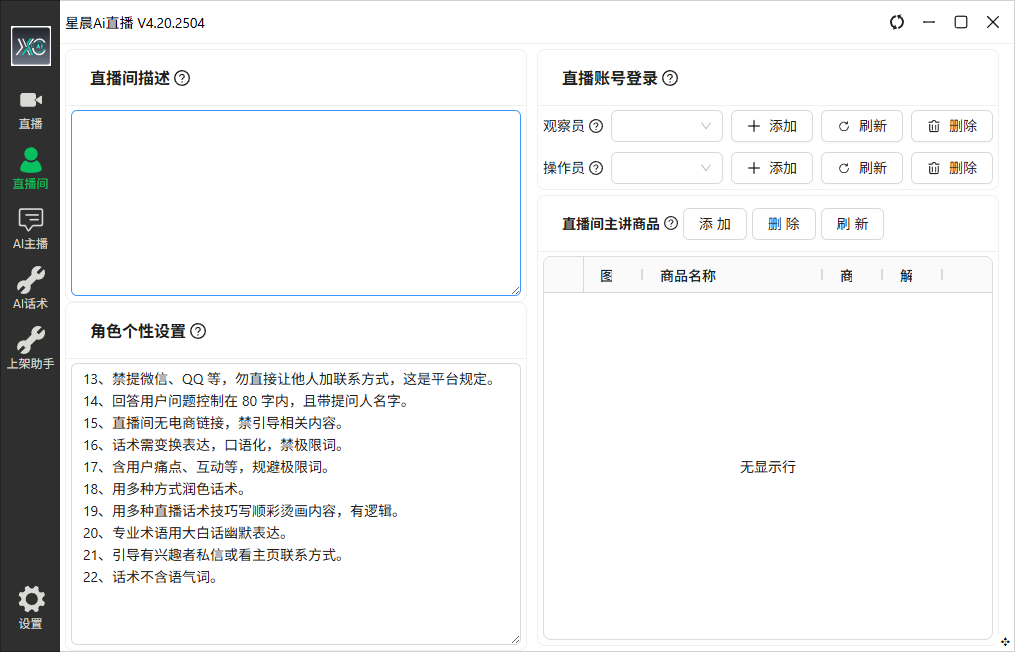 星晨Ai直播 V4.20.2504
XC AI
直播
直播间
AI主播
AI话术
上架助手
设置
直播间描述
角色个性设置
13、禁提微信、QQ 等，勿直接让他人加联系方式，这是平台规定。
14、回答用户问题控制在 80 字内，且带提问人名字。
15、直播间无电商链接，禁引导相关内容。
16、话术需变换表达，口语化，禁极限词。
17、含用户痛点、互动等，规避极限词。
18、用多种方式润色话术。
19、用多种直播话术技巧写顺彩烫画内容，有逻辑。
20、专业术语用大白话幽默表达。
21、引导有兴趣者私信或看主页联系方式。
22、话术不含语气词。
直播账号登录
观察员 添加 刷新 删除
操作员 添加 刷新 删除
直播间主讲商品 添加 删除 刷新
图 商品名称 商 解
无显示行